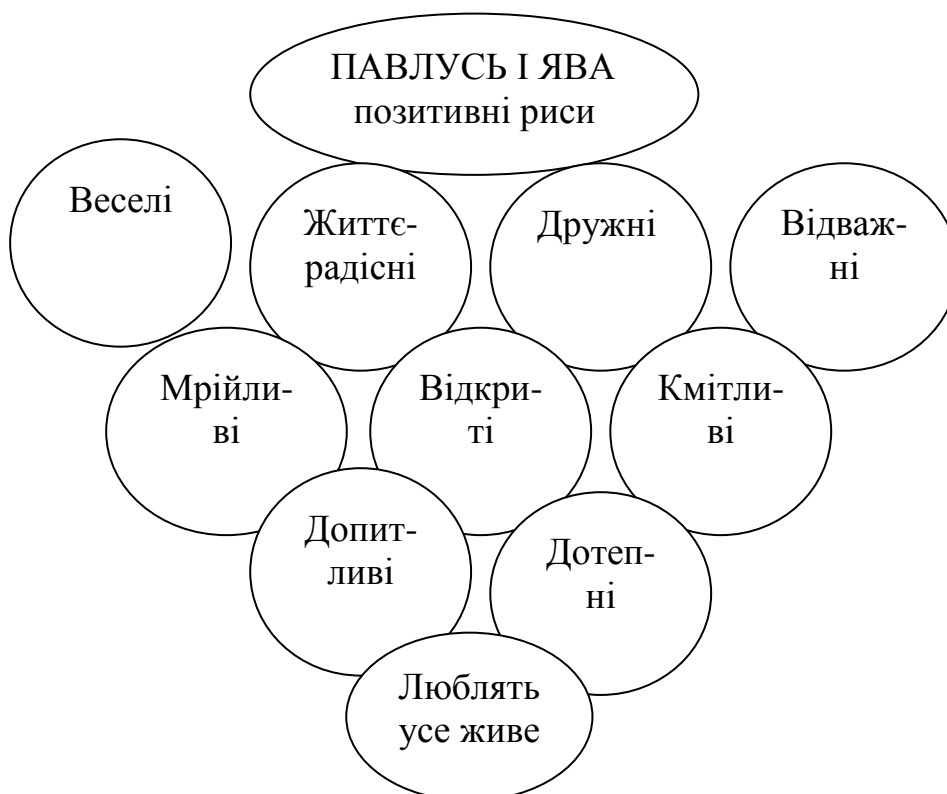 ПАВЛУСЬ І ЯВА
позитивні риси
Веселі
Життє-
радісні
Дружні
Відваж-
ні
Мрійли-
ві
Відкри-
ті
Кмітли-
ві
Допит-
ливі
Дотеп-
ні
Люблять
усе живе